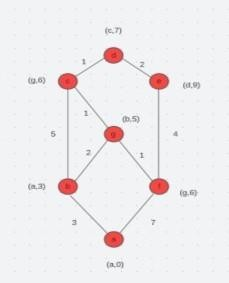 (c,7)
d
1
2
(g,6)
c
e
(d,9)
1
(b,5)
g
5
4
2
1
(a,3)
b
f
(g,6)
3
7
a
(a,0)